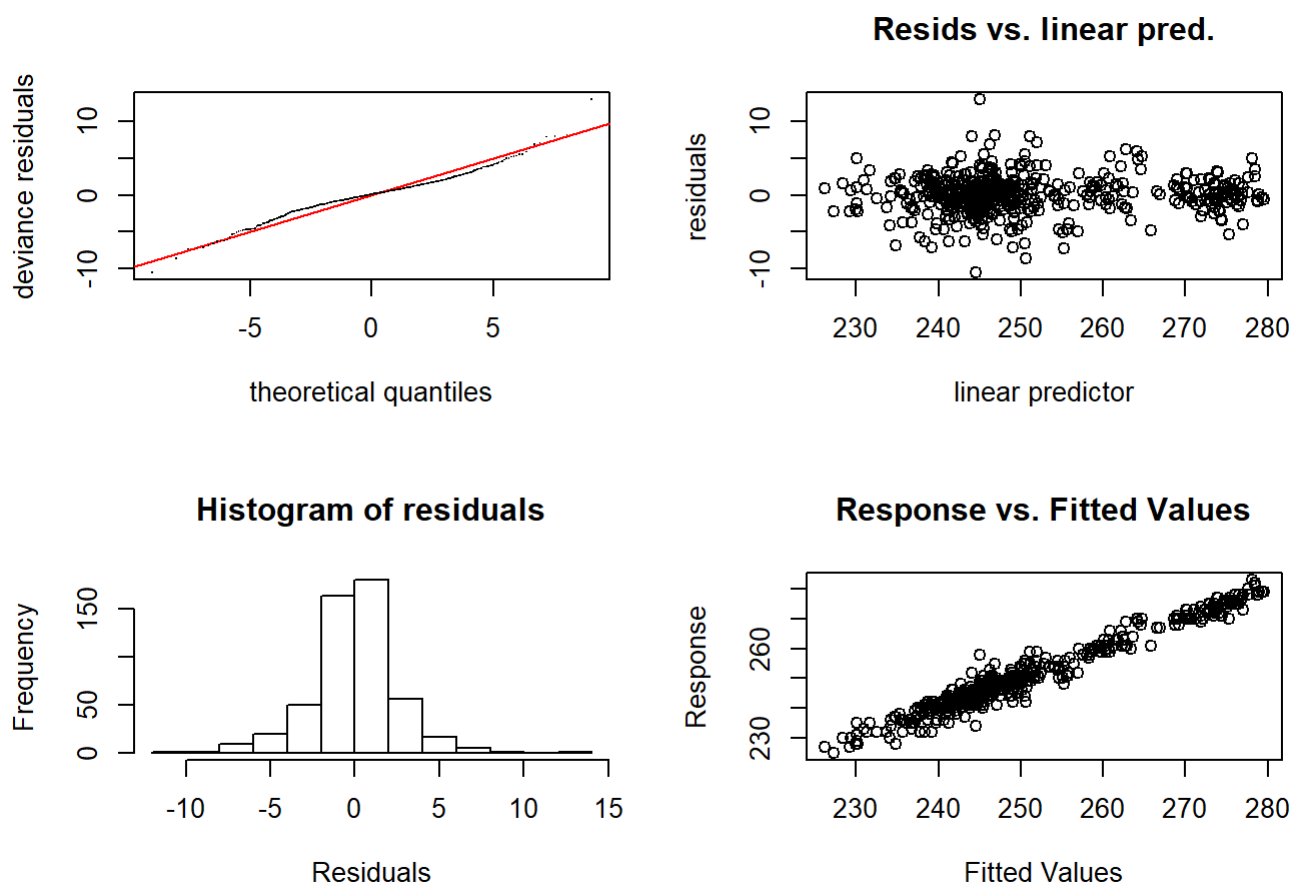 deviance residuals
10
0
-10
-5 0 5
theoretical quantiles
Resids vs. linear pred.
residuals
10
0
-10
230 240 250 260 270 280
linear predictor
Histogram of residuals
Frequency
150
50
0
-10 -5 0 5 10 15
Residuals
Response vs. Fitted Values
Response
260
230
230 240 250 260 270 280
Fitted Values